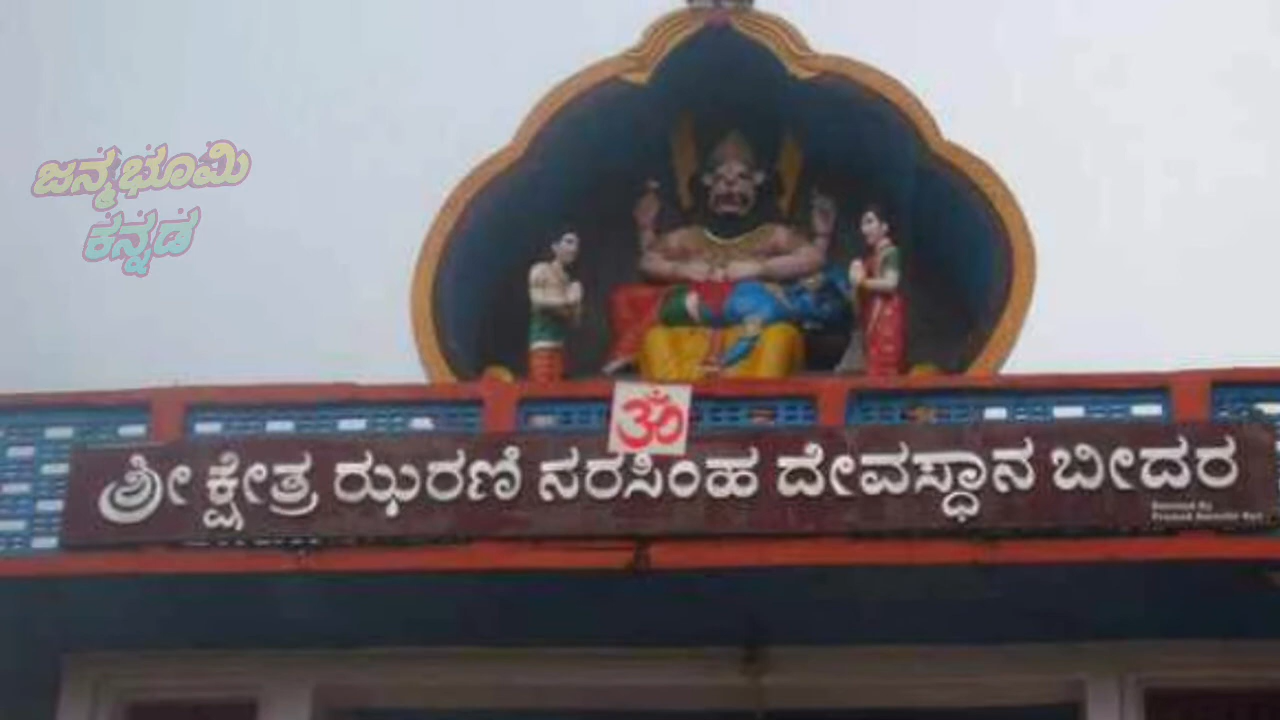 ಜನ್ಮಭೂಮಿ
ಕನ್ನಡ
ॐ
ಶ್ರೀ ಕ್ಷೇತ್ರ ಝರಣಿ ನರಸಿಂಹ ದೇವಸ್ಥಾನ ಬೀದರ